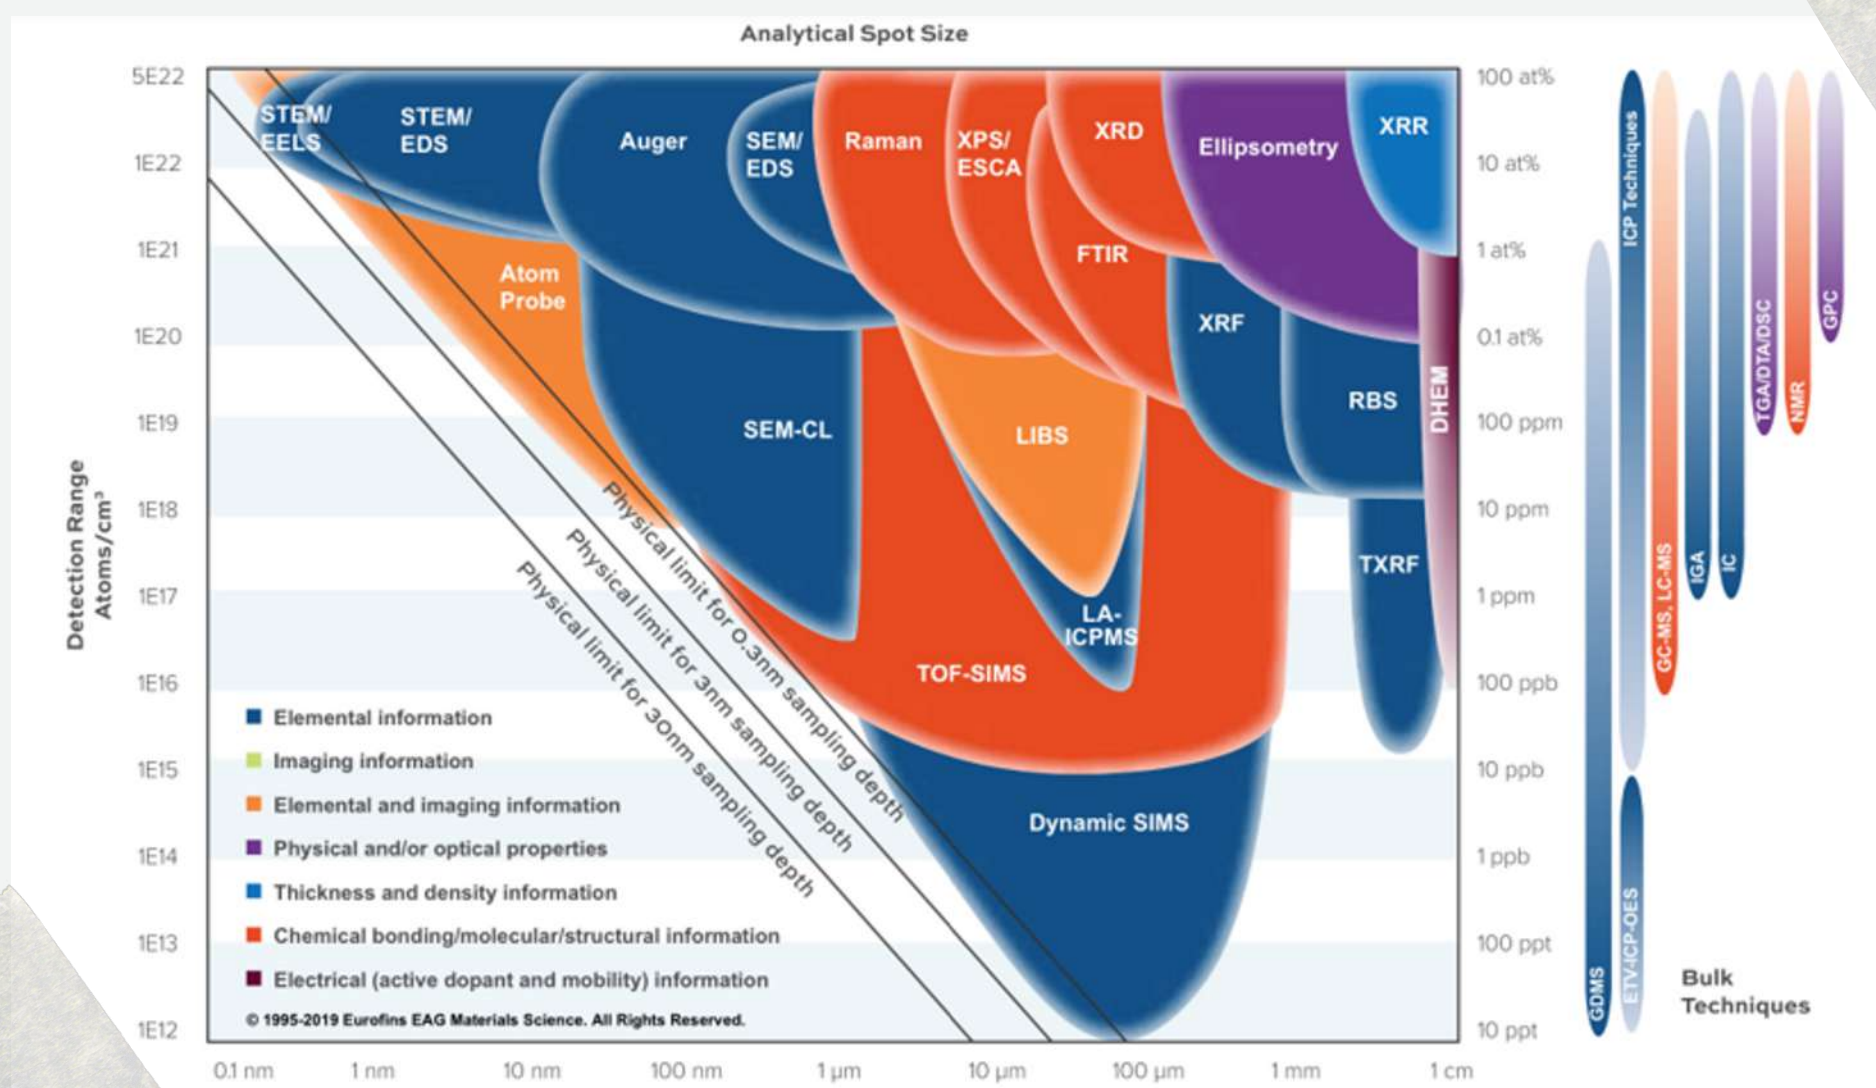 Analytical Spot Size
5E22
1E22
1E21
1E20
1E19
1E18
1E17
1E16
1E15
1E14
1E13
1E12
Detection Range
Atoms/cm³
STEM/
EELS
STEM/
EDS
Auger
SEM/
EDS
Raman
XPS/
ESCA
XRD
Ellipsometry
XRR
FTIR
Atom
Probe
XRF
RBS
DHEM
SEM-CL
LIBS
TXRF
LA-
ICPMS
TOF-SIMS
Dynamic SIMS
Physical limit for 0.3nm sampling depth
Physical limit for 3nm sampling depth
Physical limit for 30nm sampling depth
Elemental information
Imaging information
Elemental and imaging information
Physical and/or optical properties
Thickness and density information
Chemical bonding/molecular/structural information
Electrical (active dopant and mobility) information
© 1995-2019 Eurofins EAG Materials Science. All Rights Reserved.
0.1 nm
1 nm
10 nm
100 nm
1 µm
10 µm
100 µm
1 mm
1 cm
100 at%
10 at%
1 at%
0.1 at%
100 ppm
10 ppm
1 ppm
100 ppb
10 ppb
1 ppb
100 ppt
10 ppt
GDMS
ICP Techniques
ETV-ICP-OES
GC-MS, LC-MS
IGA
IC
TGA/DTA/DSC
NMR
GPC
Bulk
Techniques